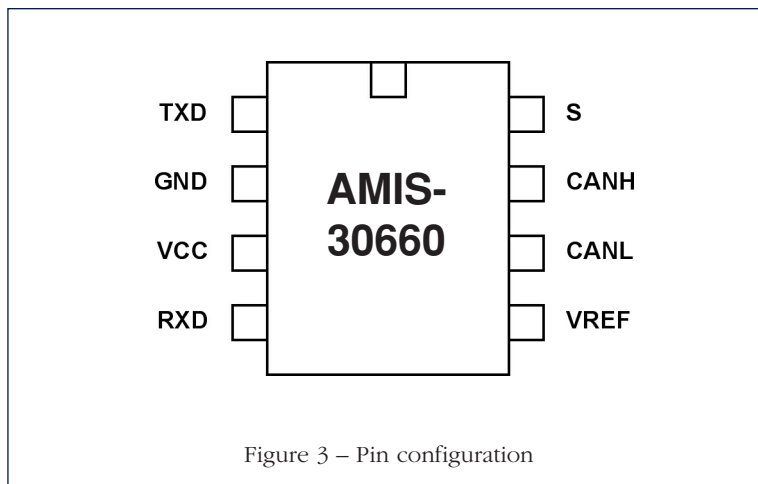 TXD
GND
VCC
RXD
AMIS-
30660
S
CANH
CANL
VREF
Figure 3 – Pin configuration